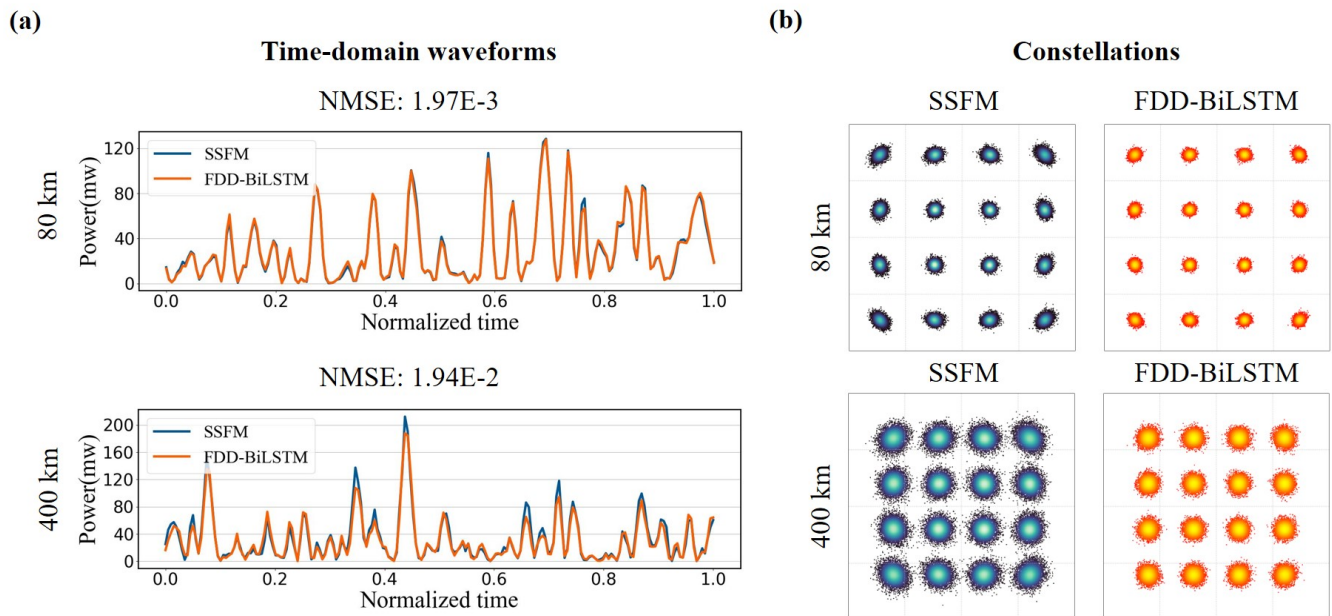 (a)
Time-domain waveforms
NMSE: 1.97E-3
80 km
Power(mw)
120
80
40
0
SSFM
FDD-BiLSTM
0.0 0.2 0.4 0.6 0.8 1.0
Normalized time
NMSE: 1.94E-2
400 km
Power(mw)
200
160
120
80
40
0
SSFM
FDD-BiLSTM
0.0 0.2 0.4 0.6 0.8 1.0
Normalized time
(b)
Constellations
SSFM FDD-BiLSTM
80 km
SSFM FDD-BiLSTM
400 km